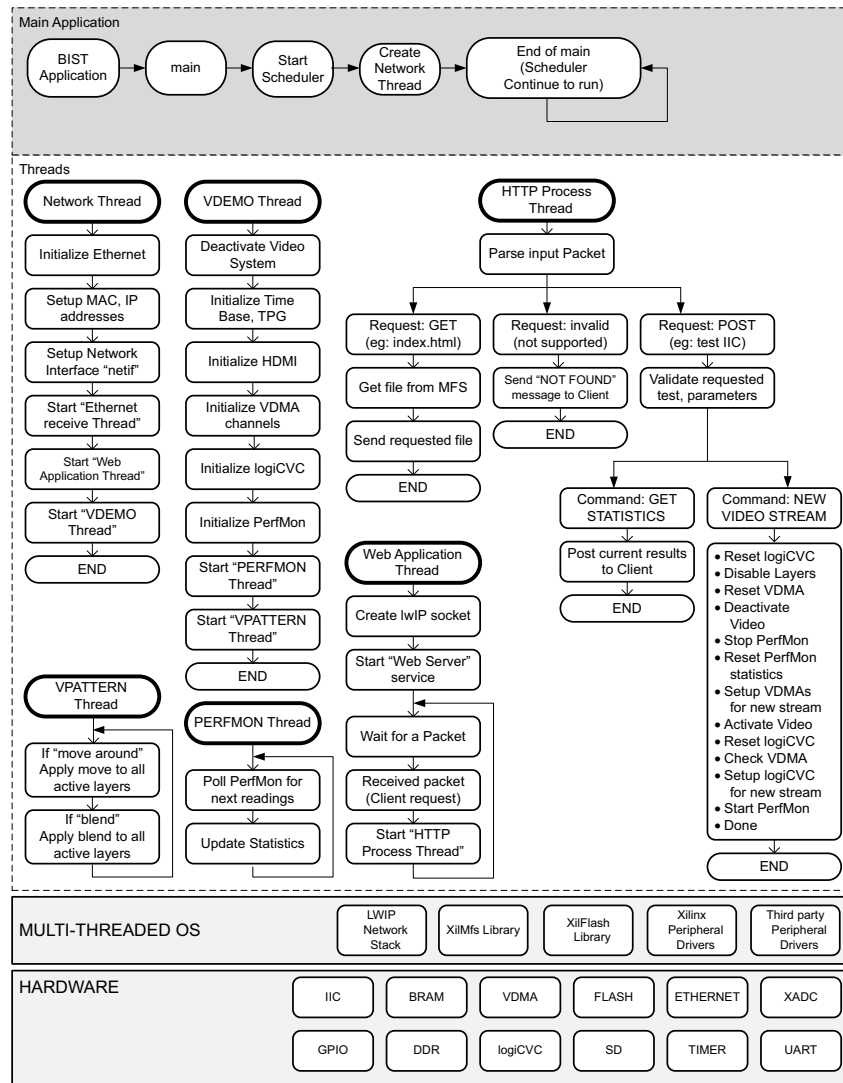 Main Application
BIST
Application
main
Start
Scheduler
Create
Network
Thread
End of main
(Scheduler
Continue to run)
Threads
Network Thread
Initialize Ethernet
Setup MAC, IP
addresses
Setup Network
Interface “netif”
Start “Ethernet
receive Thread”
Start “Web
Application Thread”
Start “VDEMO
Thread”
END
VDEMO Thread
Deactivate Video
System
Initialize Time
Base, TPG
Initialize HDMI
Initialize VDMA
channels
Initialize logiCVC
Initialize PerfMon
Start “PERFMON
Thread”
Start “VPATTERN
Thread”
END
HTTP Process
Thread
Parse input Packet
Request: GET
(eg: index.html)
Get file from MFS
Send requested file
END
Request: invalid
(not supported)
Send “NOT FOUND”
message to Client
END
Request: POST
(eg: test IIC)
Validate requested
test, parameters
Command: GET
STATISTICS
Post current results
to Client
END
Command: NEW
VIDEO STREAM
• Reset logiCVC
• Disable Layers
• Reset VDMA
• Deactivate
Video
• Stop PerfMon
• Reset PerfMon
statistics
• Setup VDMAs
for new stream
• Activate Video
• Reset logiCVC
• Check VDMA
• Setup logiCVC
for new stream
• Start PerfMon
• Done
END
Web Application
Thread
Create lwIP socket
Start “Web Server”
service
Wait for a Packet
Received packet
(Client request)
Start “HTTP
Process Thread”
VPATTERN
Thread
If “move around”
Apply move to all
active layers
If “blend”
Apply blend to all
active layers
PERFMON Thread
Poll PerfMon for
next readings
Update Statistics
MULTI-THREADED OS
LWIP
Network
Stack
XilMfs Library
XilFlash
Library
Xilinx
Peripheral
Drivers
Third party
Peripheral
Drivers
HARDWARE
IIC
BRAM
VDMA
FLASH
ETHERNET
XADC
GPIO
DDR
logiCVC
SD
TIMER
UART